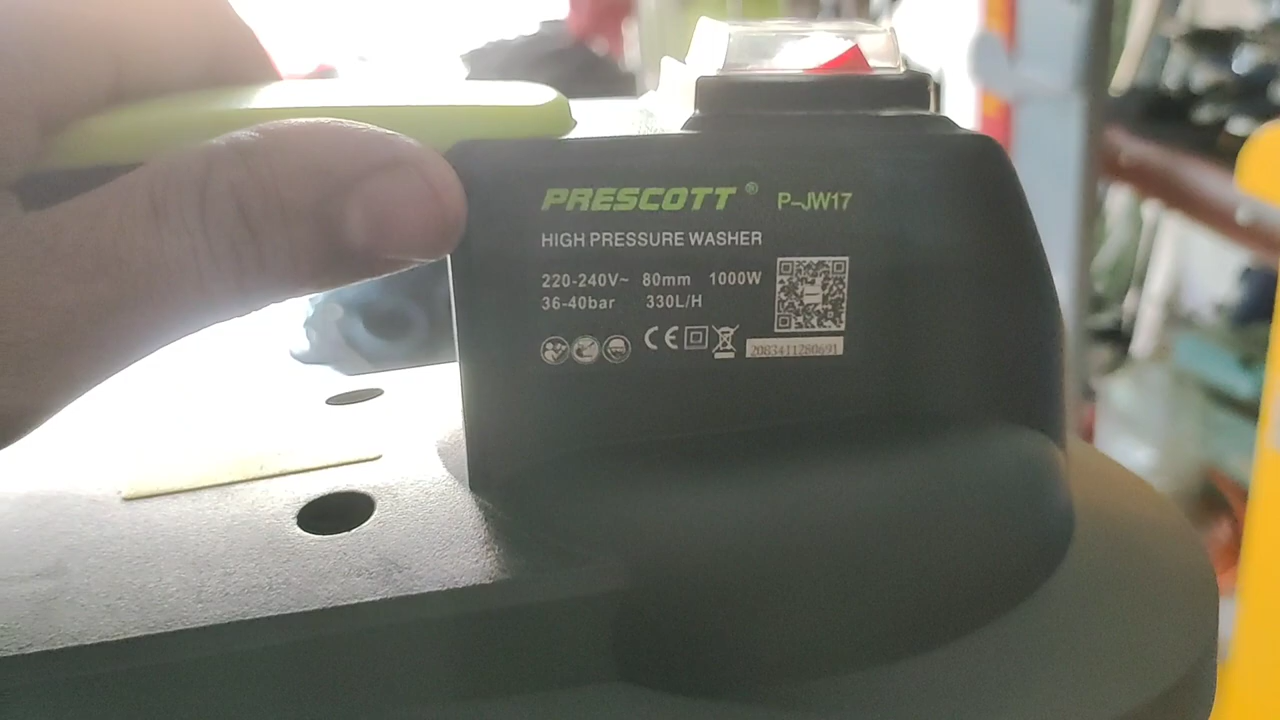 PRESCOTT® P-JW17
HIGH PRESSURE WASHER
220-240V~ 80mm 1000W
36-40bar 330L/H
CE
2083411280691